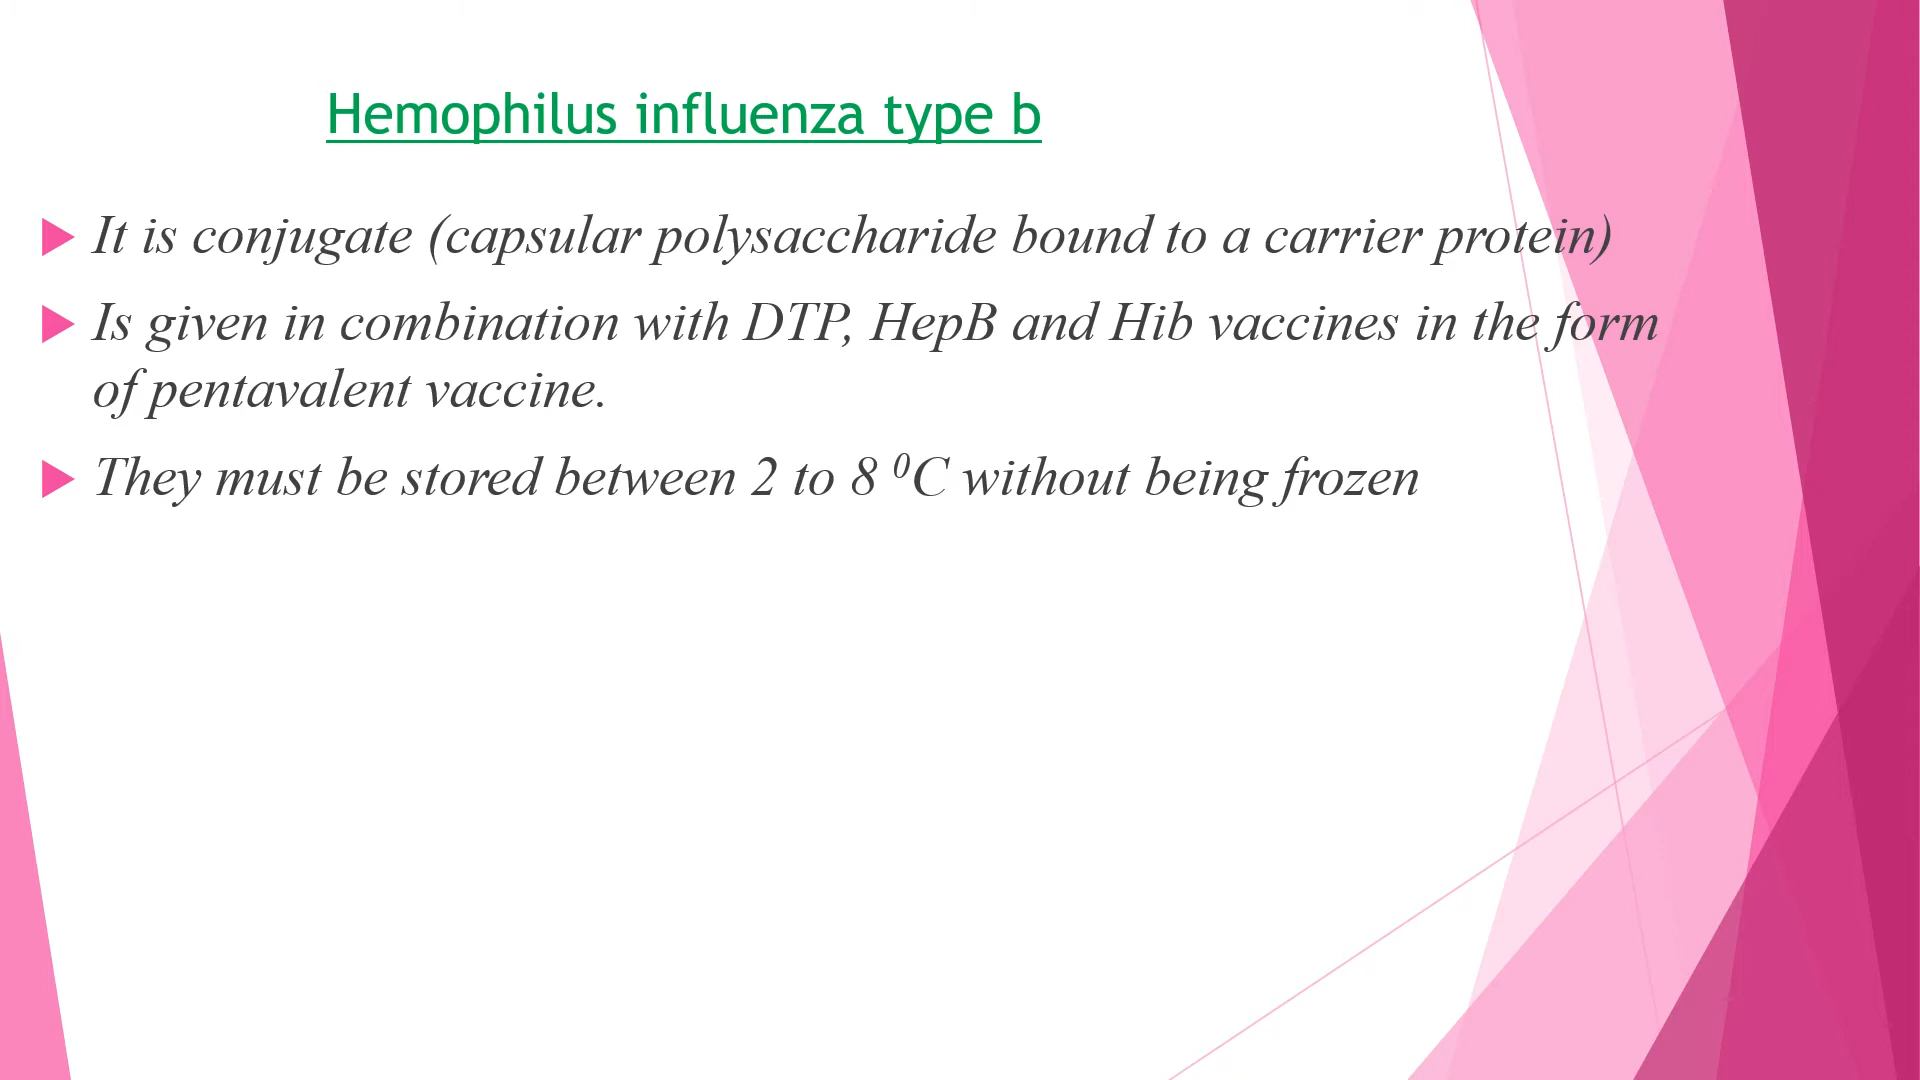 Hemophilus influenza type b
It is conjugate (capsular polysaccharide bound to a carrier protein)
Is given in combination with DTP, HepB and Hib vaccines in the form
of pentavalent vaccine.
They must be stored between 2 to 8 ⁰C without being frozen